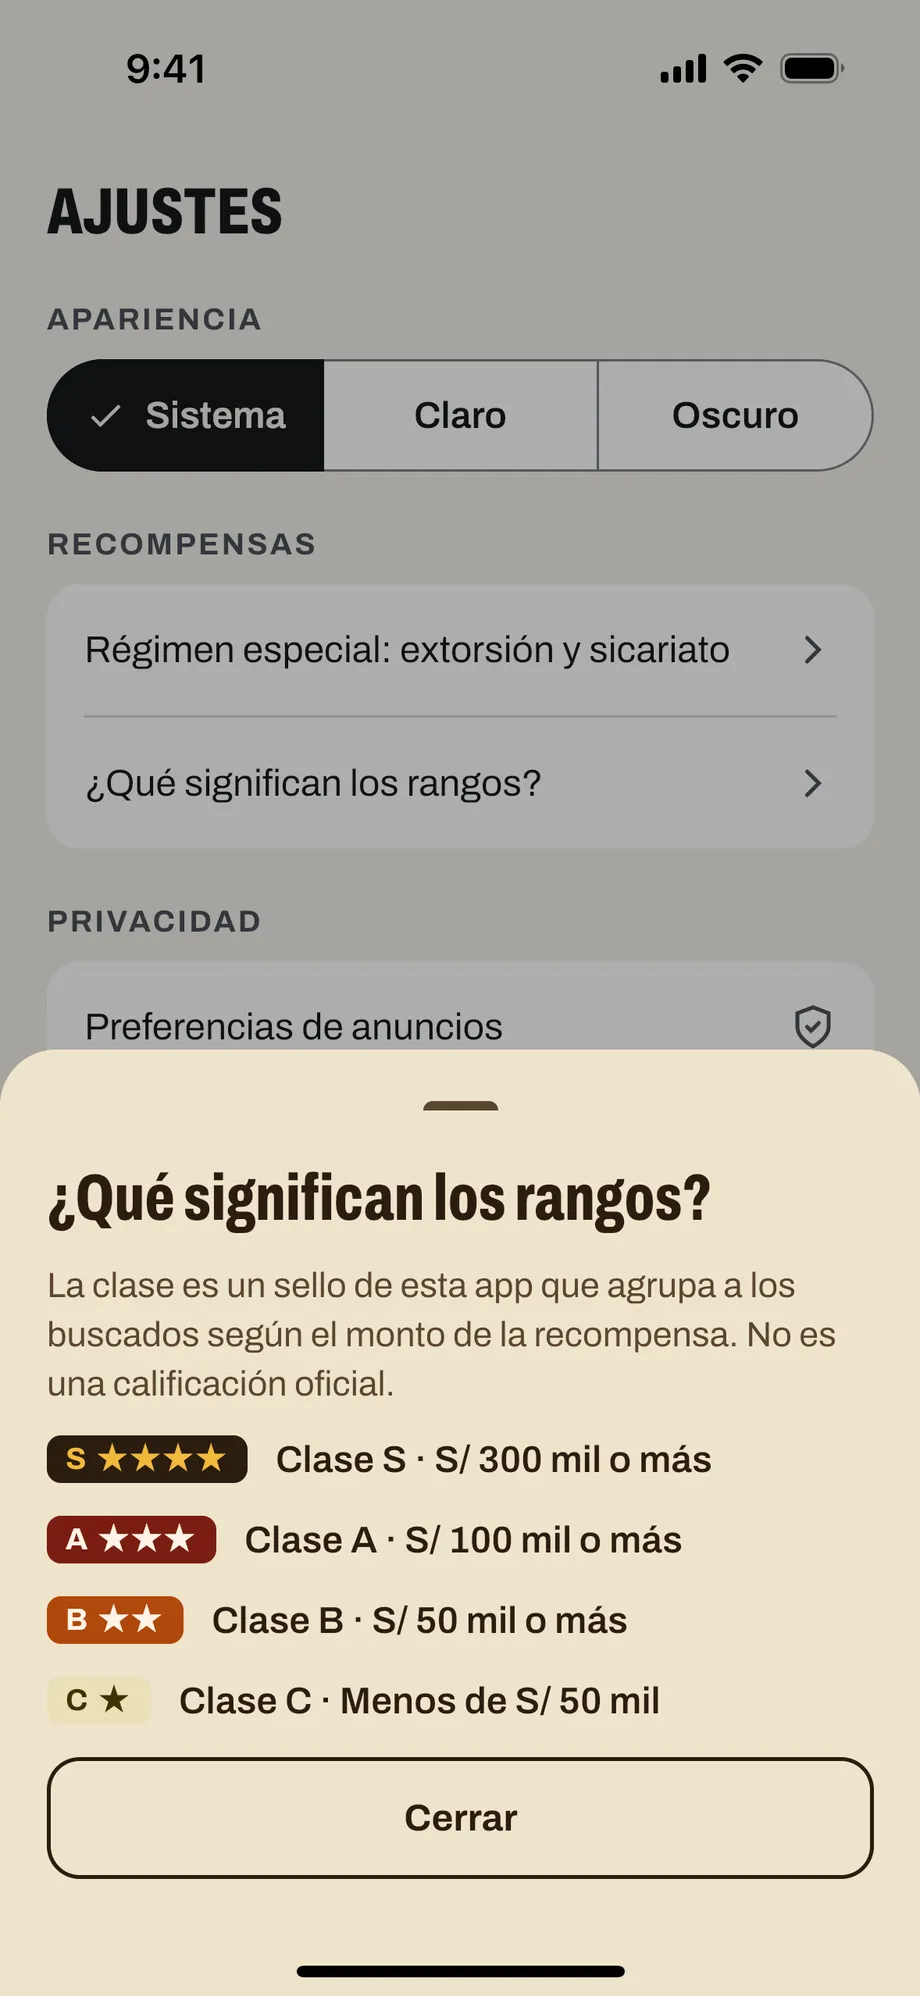 9:41
AJUSTES
APARIENCIA
Sistema
Claro
Oscuro
RECOMPENSAS
Régimen especial: extorsión y sicariato
¿Qué significan los rangos?
PRIVACIDAD
Preferencias de anuncios
¿Qué significan los rangos?
La clase es un sello de esta app que agrupa a los
buscados según el monto de la recompensa. No es
una calificación oficial.
S ★★★★ Clase S · S/ 300 mil o más
A ★★★ Clase A · S/ 100 mil o más
B ★★ Clase B · S/ 50 mil o más
C ★ Clase C · Menos de S/ 50 mil
Cerrar